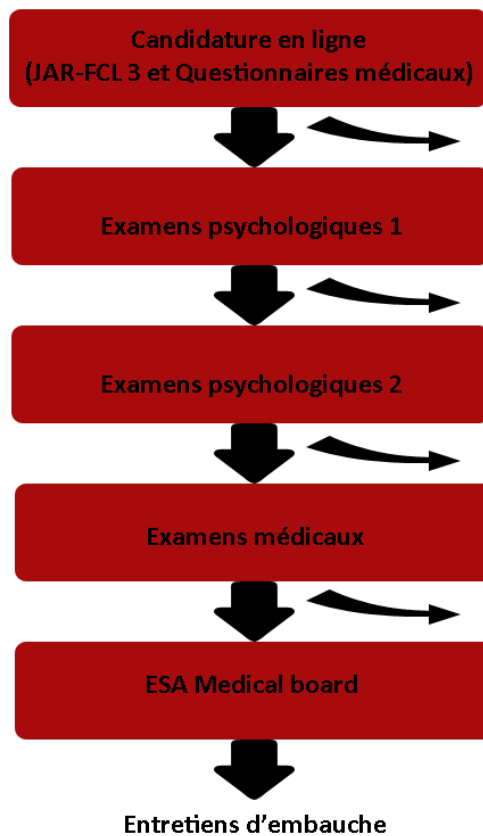 Candidature en ligne
(JAR-FCL 3 et Questionnaires médicaux)
Examens psychologiques 1
Examens psychologiques 2
Examens médicaux
ESA Medical board
Entretiens d’embauche